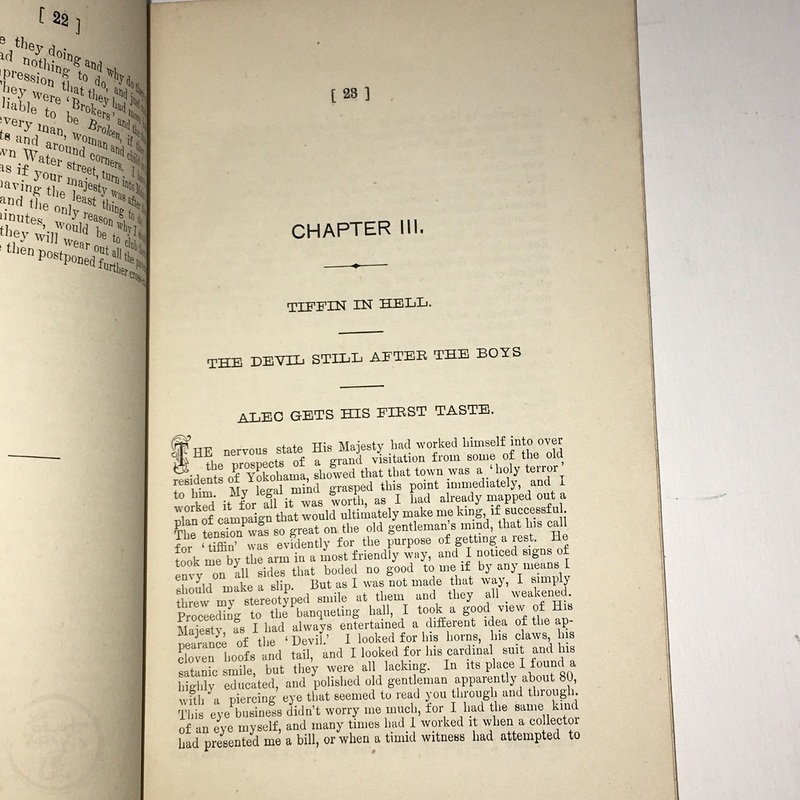 [ 22 ]
they doing and why do
nothing to do, and
pression that they had
They were 'Brokers' and
liable to be Broken, if
every man, woman and child
and around corners. I
Water street, turn into
as if your majesty was after
having the least thing to
and the only reason why I
minutes, would be to club
they will wear out all the
then postponed further
[ 23 ]
CHAPTER III.
TIFFIN IN HELL.
THE DEVIL STILL AFTER THE BOYS
ALEC GETS HIS FIRST TASTE.
THE nervous state His Majesty had worked himself into over
the prospects of a grand visitation from some of the old
residents of Yokohama, showed that that town was a 'holy terror'
to him. My legal mind grasped this point immediately, and I
worked it for all it was worth, as I had already mapped out a
plan of campaign that would ultimately make me king, if successful.
The tension was so great on the old gentleman's mind, that his call
for 'tiffin' was evidently for the purpose of getting a rest. He
took me by the arm in a most friendly way, and I noticed signs of
envy on all sides that boded no good to me if by any means I
should make a slip. But as I was not made that way, I simply
threw my stereotyped smile at them and they all weakened.
Proceeding to the banqueting hall, I took a good view of His
Majesty, as I had always entertained a different idea of the ap-
pearance of the 'Devil.' I looked for his horns, his claws, his
cloven hoofs and tail, and I looked for his cardinal suit and his
satanic smile, but they were all lacking. In its place I found a
highly educated, and polished old gentleman apparently about 80,
with a piercing eye that seemed to read you through and through.
This eye business didn't worry me much, for I had the same kind
of an eye myself, and many times had I worked it when a collector
had presented me a bill, or when a timid witness had attempted to